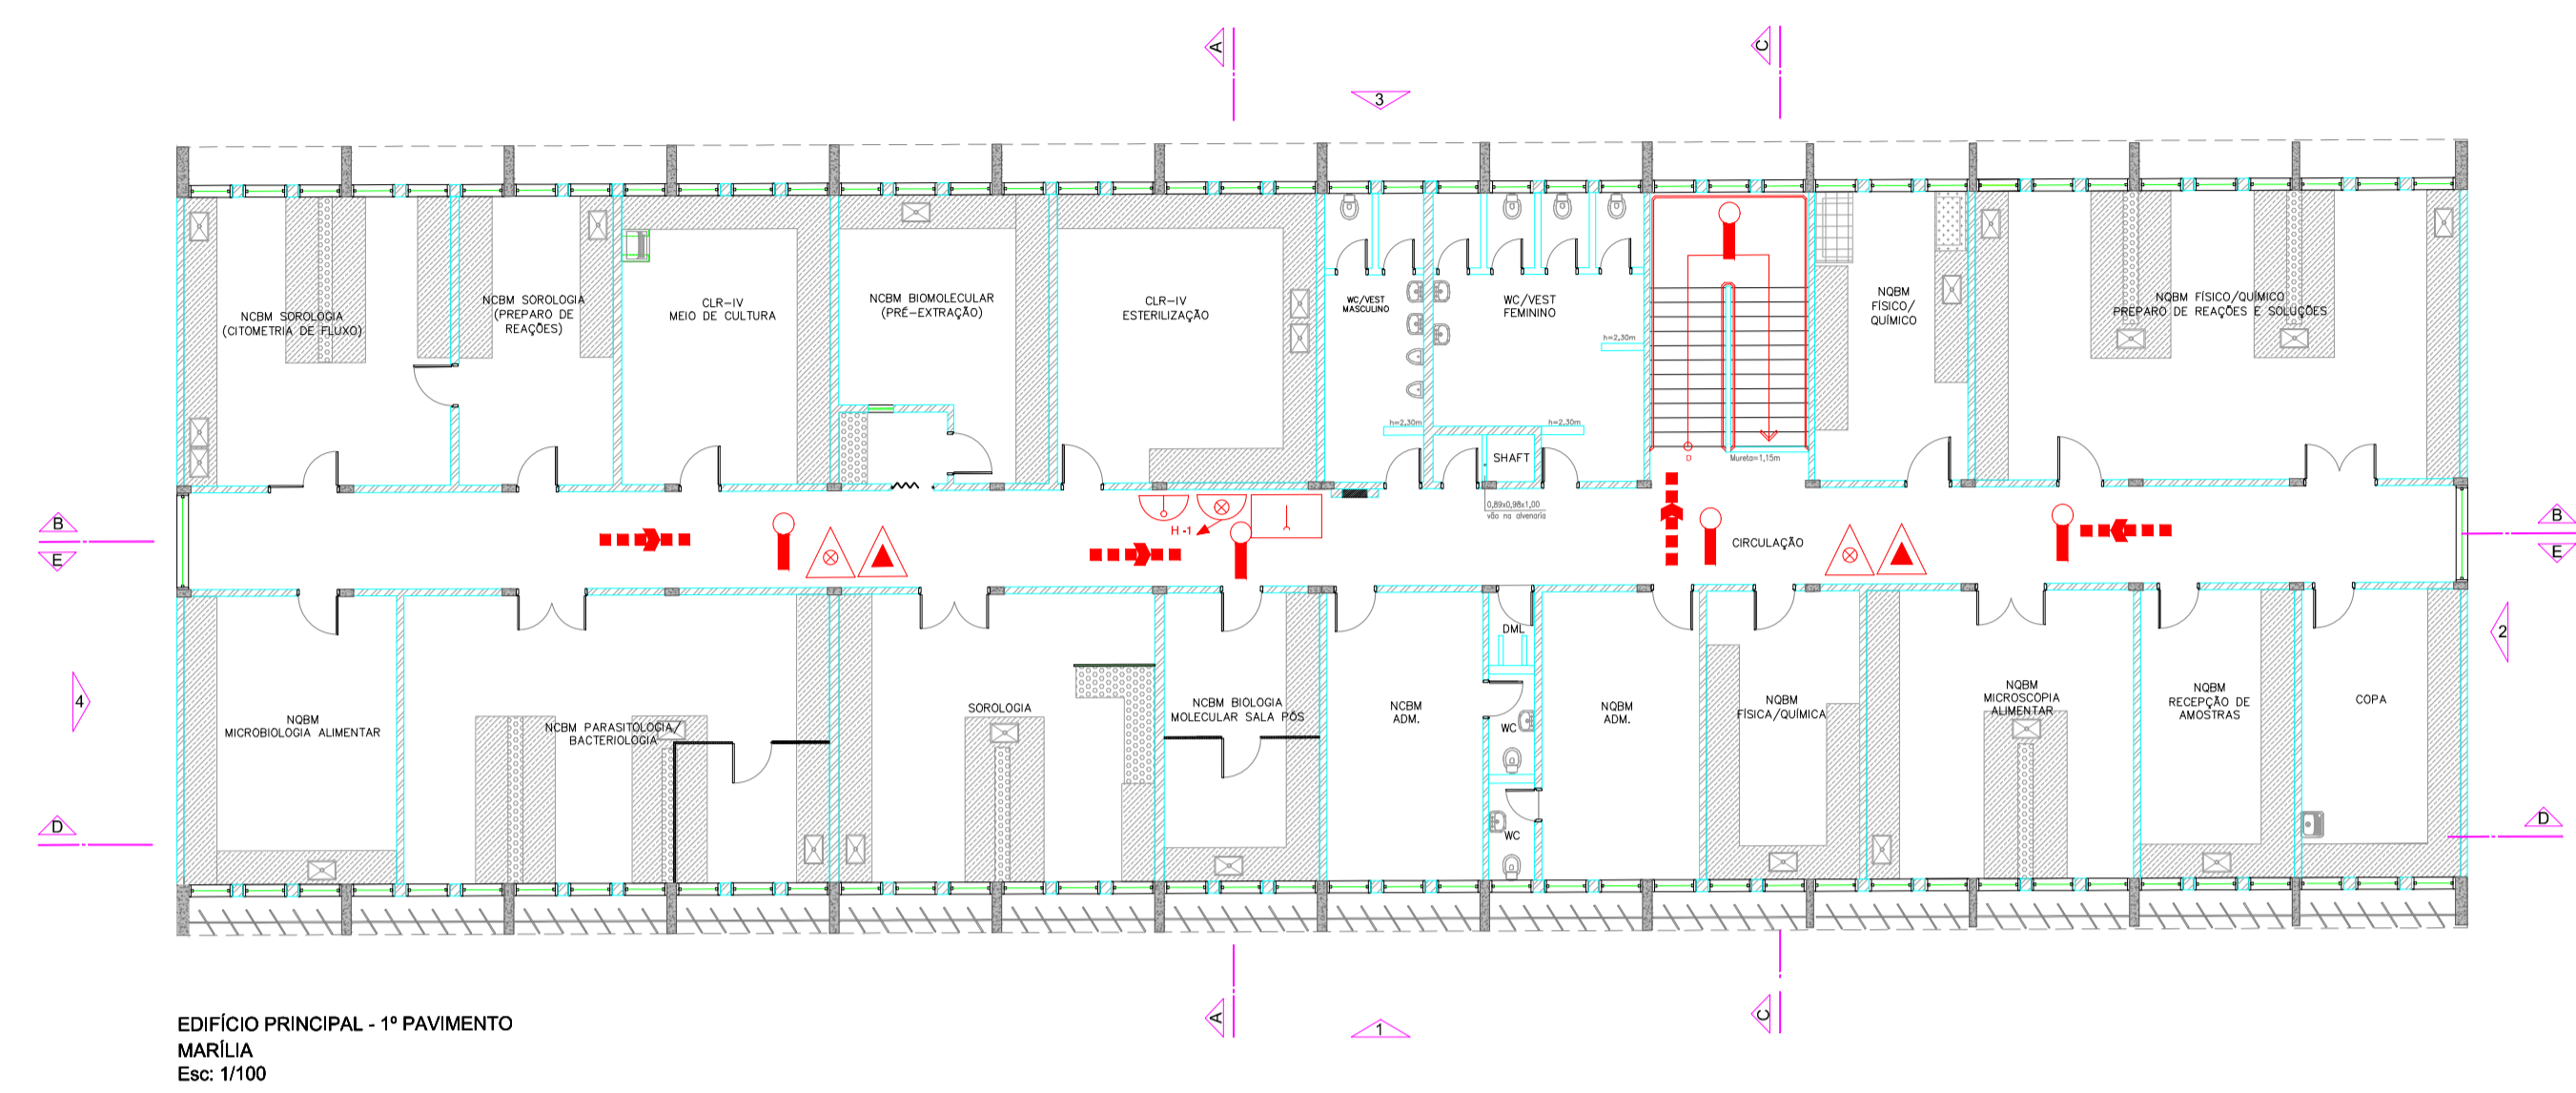 A
C
3
NCBM SOROLOGIA
(CITOMETRIA DE FLUXO)
NCBM SOROLOGIA
(PREPARO DE
REAÇÕES)
CLR-IV
MEIO DE CULTURA
NCBM BIOMOLECULAR
(PRÉ-EXTRAÇÃO)
CLR-IV
ESTERILIZAÇÃO
WC/VEST
MASCULINO
WC/VEST
FEMININO
NQBM
FÍSICO/
QUÍMICO
NQBM FÍSICO/QUÍMICO
PREPARO DE REAÇÕES E SOLUÇÕES
h=2,30m
h=2,30m
h=2,30m
SHAFT
D
Mureta=1,15m
0,89x0,98x1,00
vão na alvenaria
B
E
H -1
CIRCULAÇÃO
B
E
4
2
DML
NQBM
MICROBIOLOGIA ALIMENTAR
NCBM PARASITOLOGIA/
BACTERIOLOGIA
SOROLOGIA
NCBM BIOLOGIA
MOLECULAR SALA PÓS
NCBM
ADM.
WC
WC
NQBM
ADM.
NQBM
FÍSICA/QUÍMICA
NQBM
MICROSCOPIA
ALIMENTAR
NQBM
RECEPÇÃO DE
AMOSTRAS
COPA
D
D
A
1
C
EDIFÍCIO PRINCIPAL - 1º PAVIMENTO
MARÍLIA
Esc: 1/100